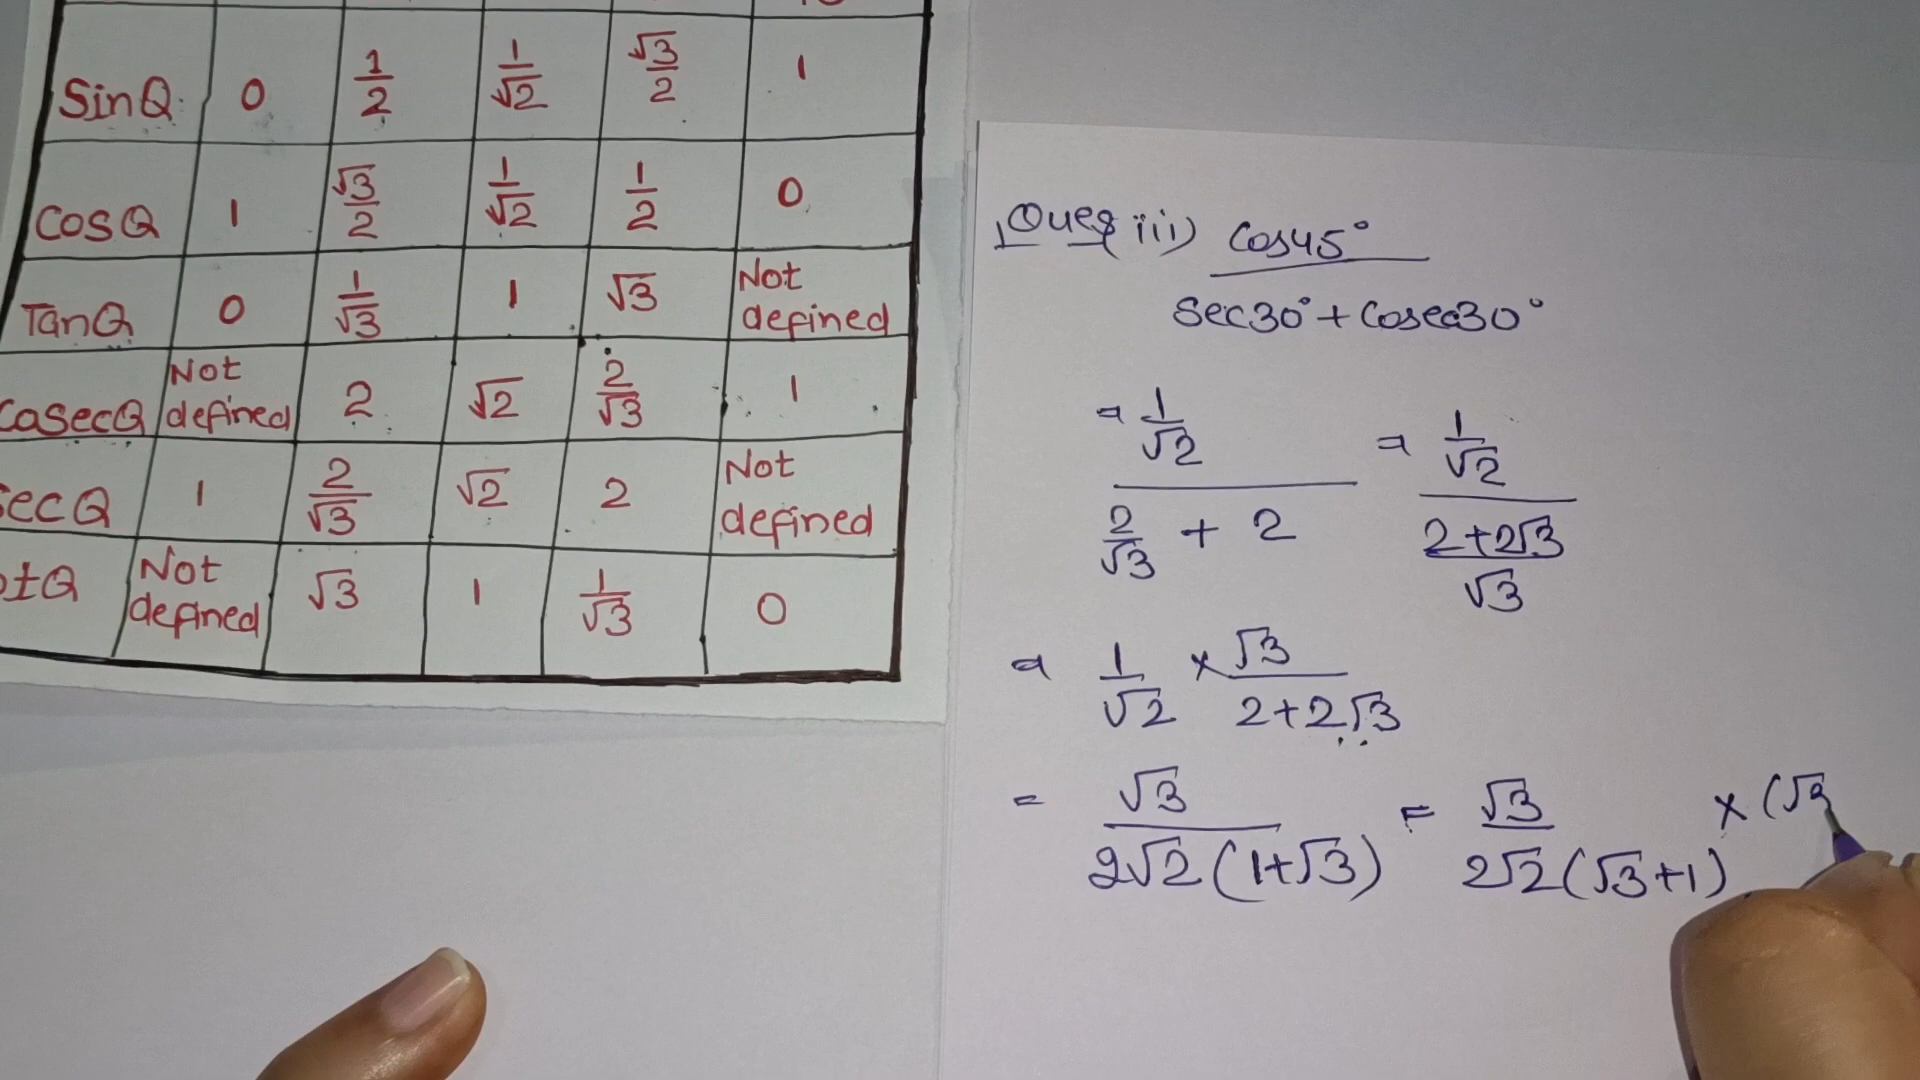 SinQ 0 1/2 1/√2 √3/2 1
CosQ 1 √3/2 1/√2 1/2 0
TanQ 0 1/√3 1 √3 Not defined
CosecQ Not defined 2 √2 2/√3 1
SecQ 1 2/√3 √2 2 Not defined
otQ Not defined √3 1 1/√3 0
Ques iii) Cos45°
Sec30° + Cosec30°
= 1/√2 = 1/√2
2/√3 + 2 2+2√3
√3
= 1/√2 × √3/2+2√3
= √3 = √3 × (√3
2√2(1+√3) 2√2(√3+1)